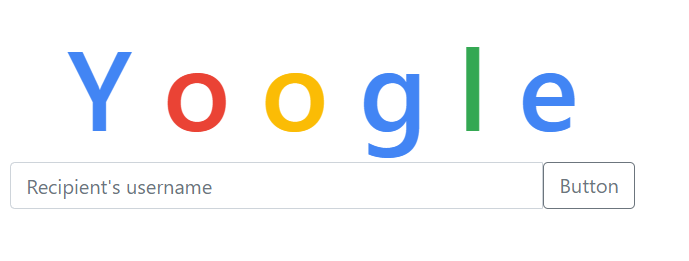 Y o o g l e
Recipient's username Button